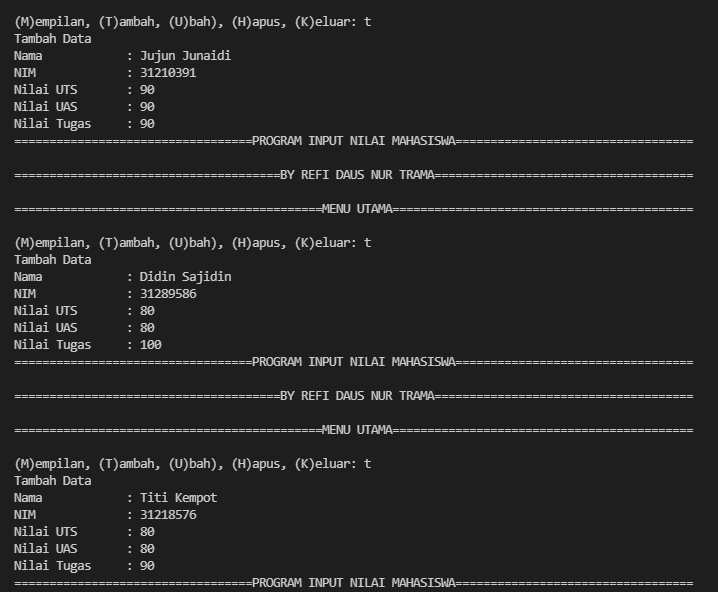 (M)empilan, (T)ambah, (U)bah), (H)apus, (K)eluar: t
Tambah Data
Nama : Jujun Junaidi
NIM : 31210391
Nilai UTS : 90
Nilai UAS : 90
Nilai Tugas : 90
==================================PROGRAM INPUT NILAI MAHASISWA==================================
======================================BY REFI DAUS NUR TRAMA=====================================
============================================MENU UTAMA===========================================
(M)empilan, (T)ambah, (U)bah), (H)apus, (K)eluar: t
Tambah Data
Nama : Didin Sajidin
NIM : 31289586
Nilai UTS : 80
Nilai UAS : 80
Nilai Tugas : 100
==================================PROGRAM INPUT NILAI MAHASISWA==================================
======================================BY REFI DAUS NUR TRAMA=====================================
============================================MENU UTAMA===========================================
(M)empilan, (T)ambah, (U)bah), (H)apus, (K)eluar: t
Tambah Data
Nama : Titi Kempot
NIM : 31218576
Nilai UTS : 80
Nilai UAS : 80
Nilai Tugas : 90
==================================PROGRAM INPUT NILAI MAHASISWA==================================